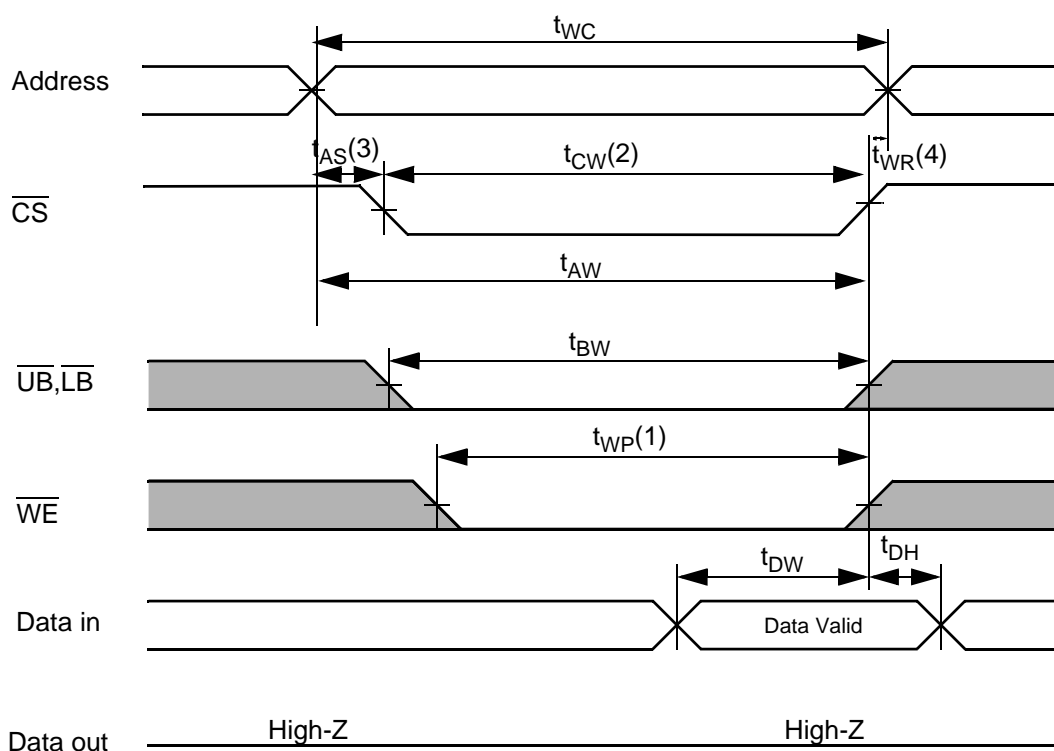 tWC
Address
tAS(3)
tCW(2)
tWR(4)
CS
tAW
tBW
UB,LB
tWP(1)
WE
tDW
tDH
Data in
Data Valid
High-Z
High-Z
Data out